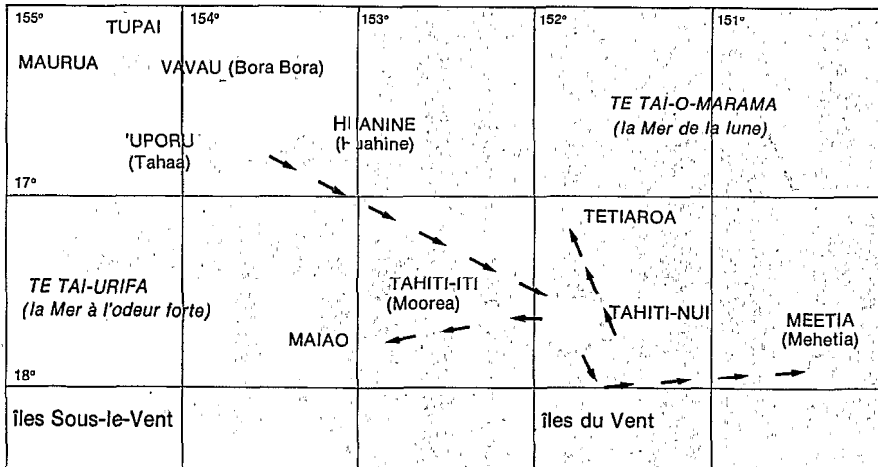 155° 154° 153° 152° 151°
TUPAI
MAURUA
VAVAU (Bora Bora)
TE TAI-O-MARAMA
(la Mer de la lune)
'UPORU
(Tahaa)
HUANINE
(Huahine)
17°
TETIAROA
TE TAI-URIFA
(la Mer à l'odeur forte)
TAHITI-ITI
(Moorea)
TAHITI-NUI
MAIAO
MEETIA
(Mehetia)
18°
îles Sous-le-Vent
îles du Vent